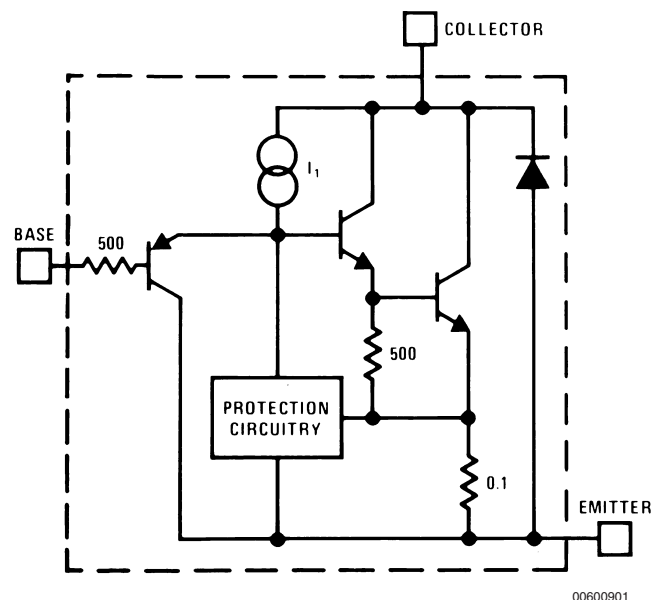 COLLECTOR
I₁
BASE
500
500
PROTECTION
CIRCUITRY
0.1
EMITTER
00600901